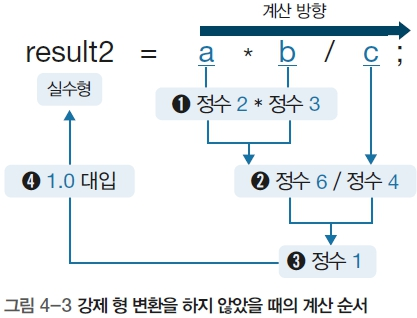 계산 방향
result2 = a * b / c ;
실수형
❶ 정수 2 * 정수 3
❹ 1.0 대입
❷ 정수 6 / 정수 4
❸ 정수 1
그림 4-3 강제 형 변환을 하지 않았을 때의 계산 순서